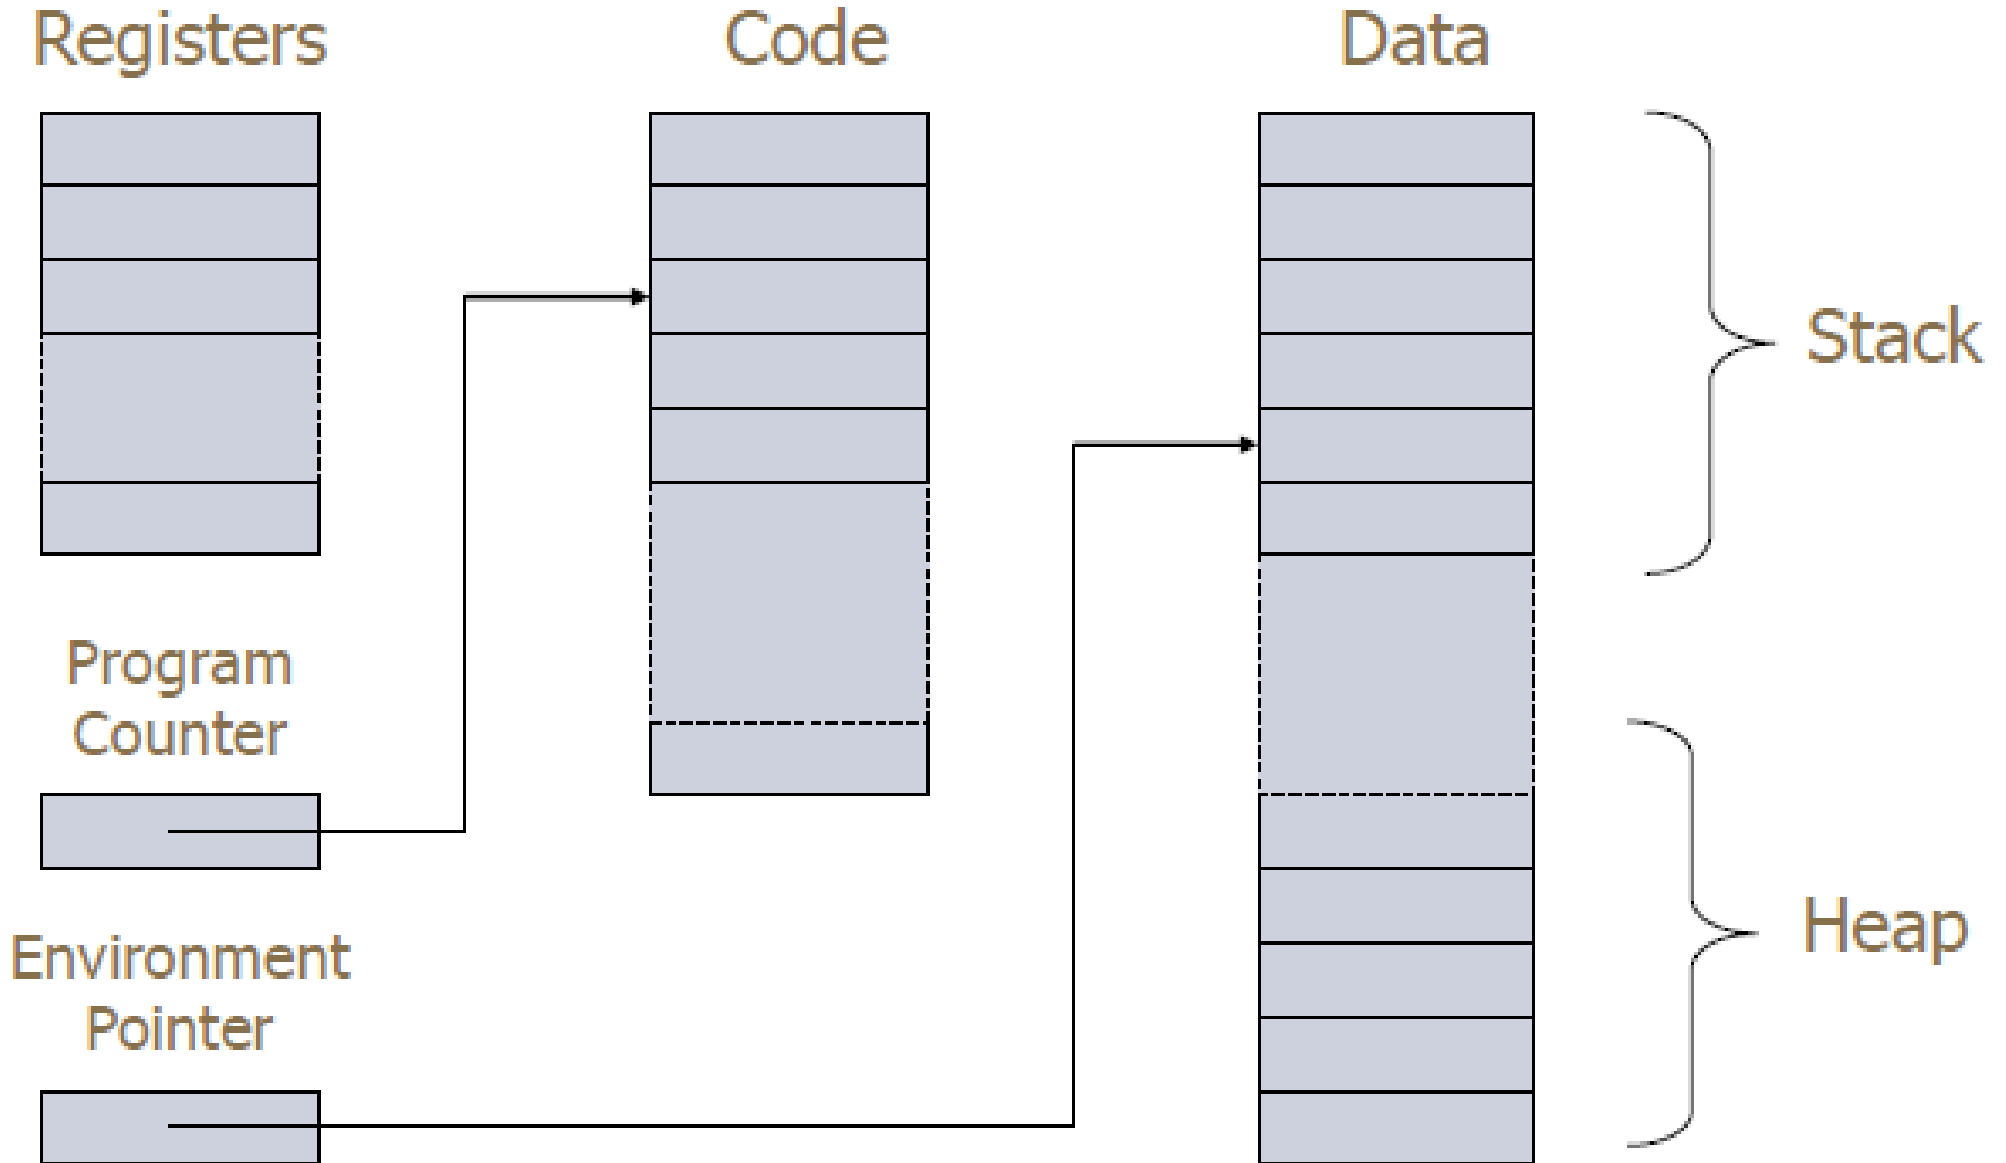 Registers
Code
Data
Stack
Program
Counter
Heap
Environment
Pointer